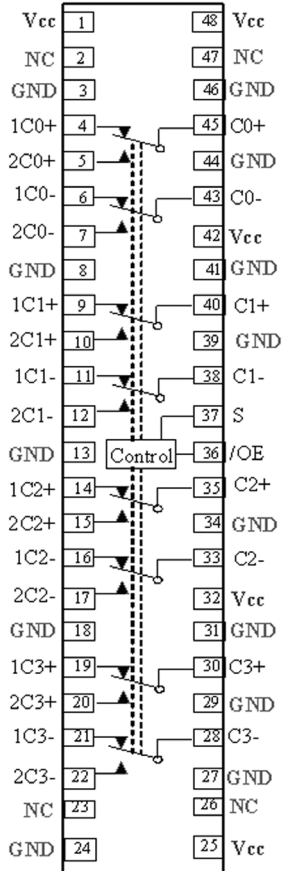 Vcc 1 48 Vcc
NC 2 47 NC
GND 3 46 GND
1C0+ 4 45 C0+
2C0+ 5 44 GND
1C0- 6 43 C0-
2C0- 7 42 Vcc
GND 8 41 GND
1C1+ 9 40 C1+
2C1+ 10 39 GND
1C1- 11 38 C1-
2C1- 12 37 S
GND 13 Control 36 /OE
1C2+ 14 35 C2+
2C2+ 15 34 GND
1C2- 16 33 C2-
2C2- 17 32 Vcc
GND 18 31 GND
1C3+ 19 30 C3+
2C3+ 20 29 GND
1C3- 21 28 C3-
2C3- 22 27 GND
NC 23 26 NC
GND 24 25 Vcc